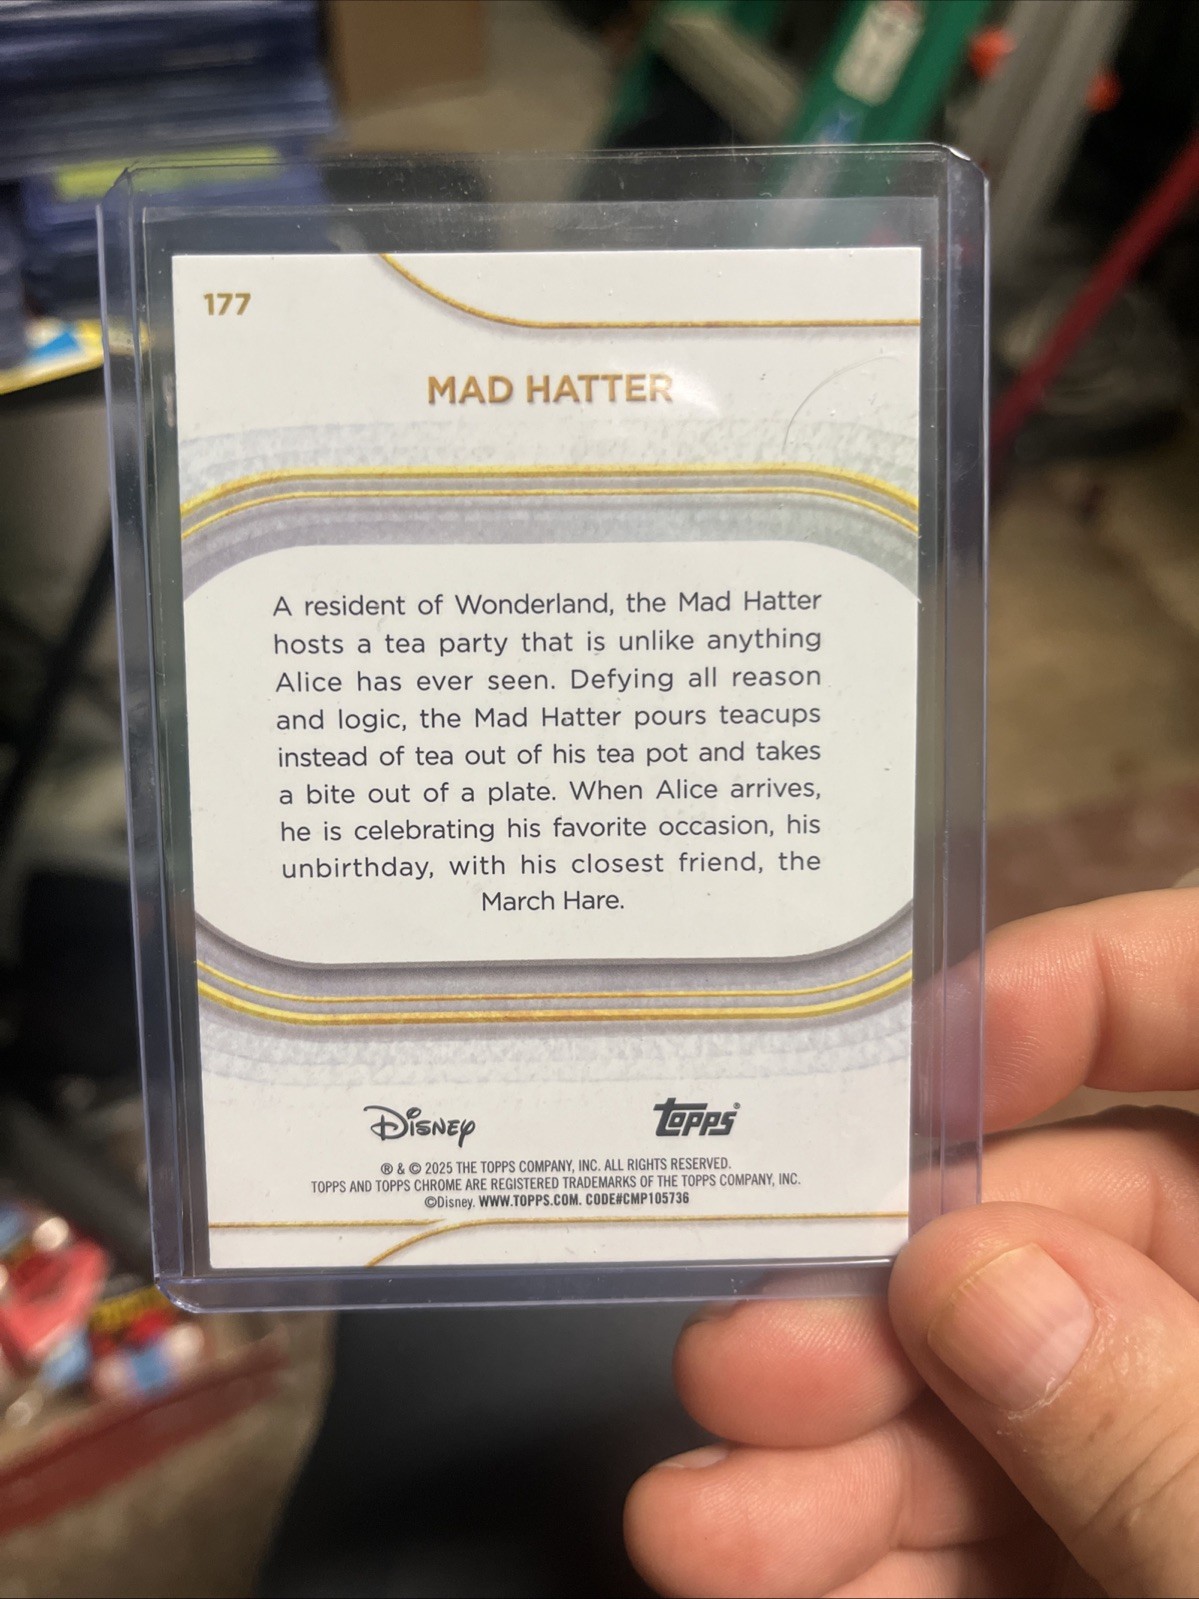 177
MAD HATTER
A resident of Wonderland, the Mad Hatter
hosts a tea party that is unlike anything
Alice has ever seen. Defying all reason
and logic, the Mad Hatter pours teacups
instead of tea out of his tea pot and takes
a bite out of a plate. When Alice arrives,
he is celebrating his favorite occasion, his
unbirthday, with his closest friend, the
March Hare.
Disney topps®
® & © 2025 THE TOPPS COMPANY, INC. ALL RIGHTS RESERVED.
TOPPS AND TOPPS CHROME ARE REGISTERED TRADEMARKS OF THE TOPPS COMPANY, INC.
©Disney. WWW.TOPPS.COM. CODE#CMP105736